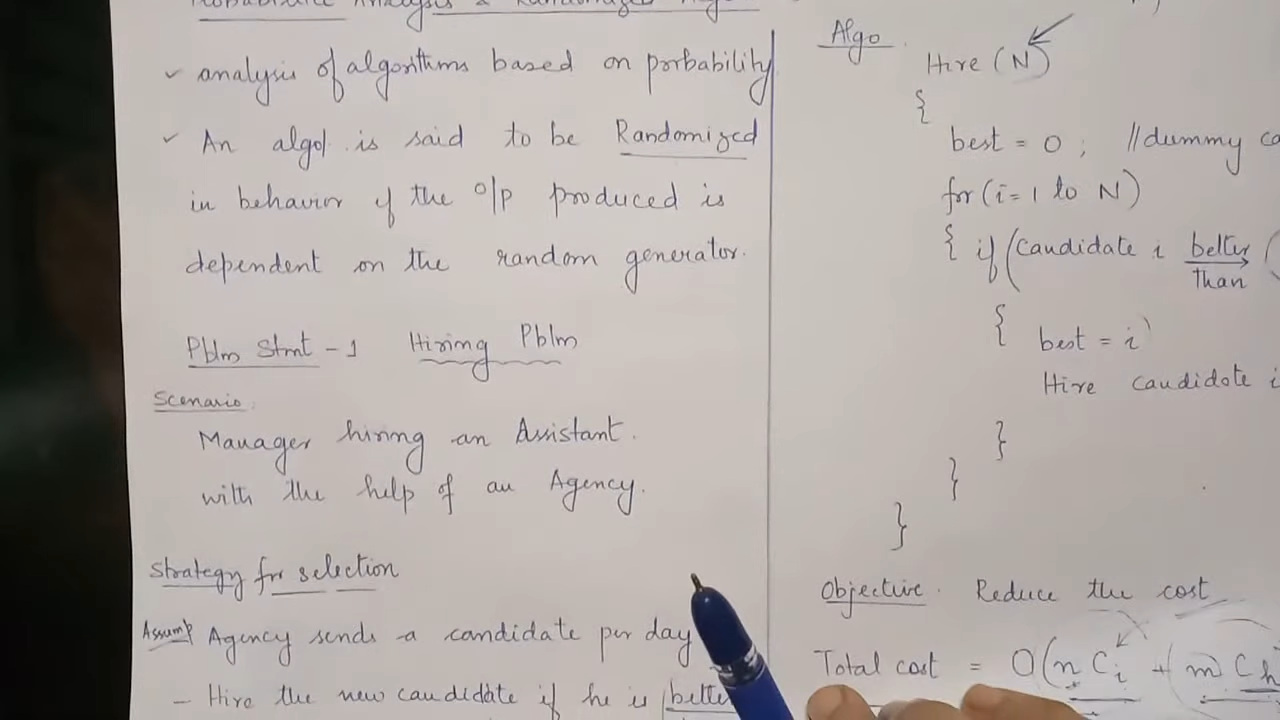 Analysis & Randomized
✓ analysis of algorithms based on porbability
✓ An algo. is said to be Randomized
in behavior if the o/p produced is
dependent on the random generator.
Pblm Stmt - 1 Hiring Pblm
Scenario.
Manager hiring an Assistant.
with the help of an Agency.
Strategy for selection
Assump Agency sends a candidate per day
- Hire the new candidate if he is better
Algo.
Hire (N)
{
best = 0 ; //dummy
for (i = 1 to N)
{ if (candidate i better
than
{
best = i
Hire candidate i
}
}
}
Objective. Reduce the cost
Total cost = O(n Ci + (m Ch